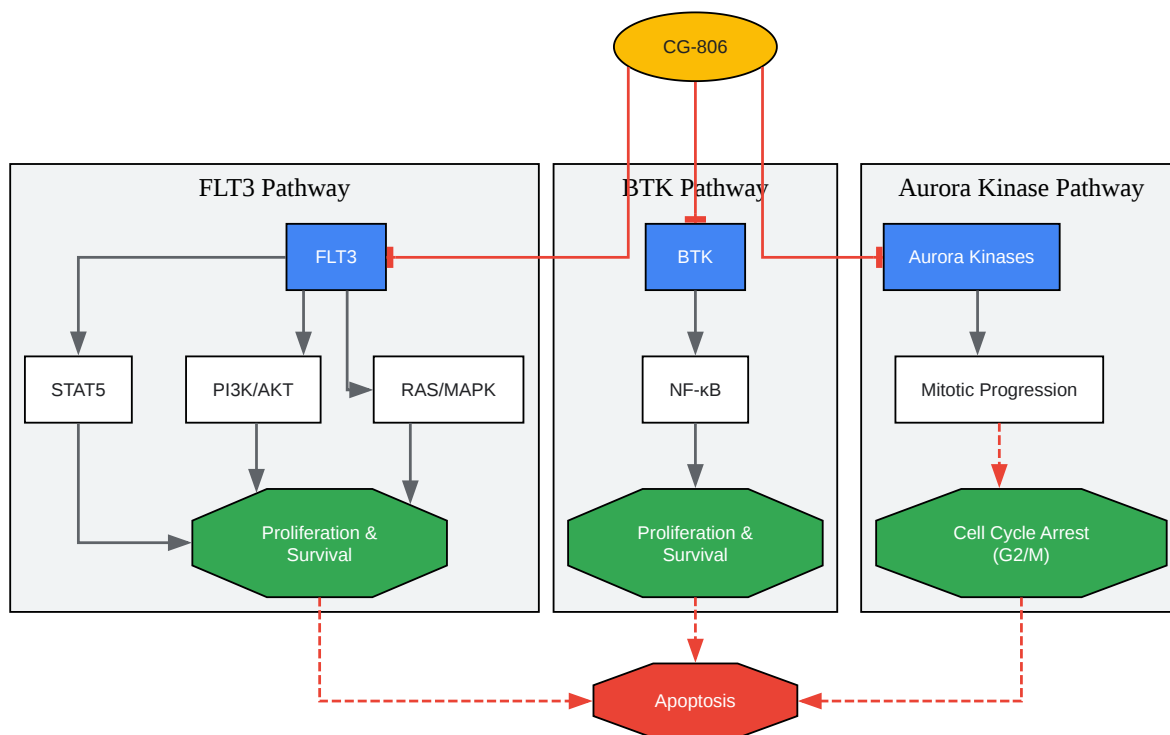 CG-806
FLT3 Pathway
BTK Pathway
Aurora Kinase Pathway
FLT3
BTK
Aurora Kinases
STAT5
PI3K/AKT
RAS/MAPK
NF-κB
Mitotic Progression
Proliferation &
Survival
Proliferation &
Survival
Cell Cycle Arrest
(G2/M)
Apoptosis